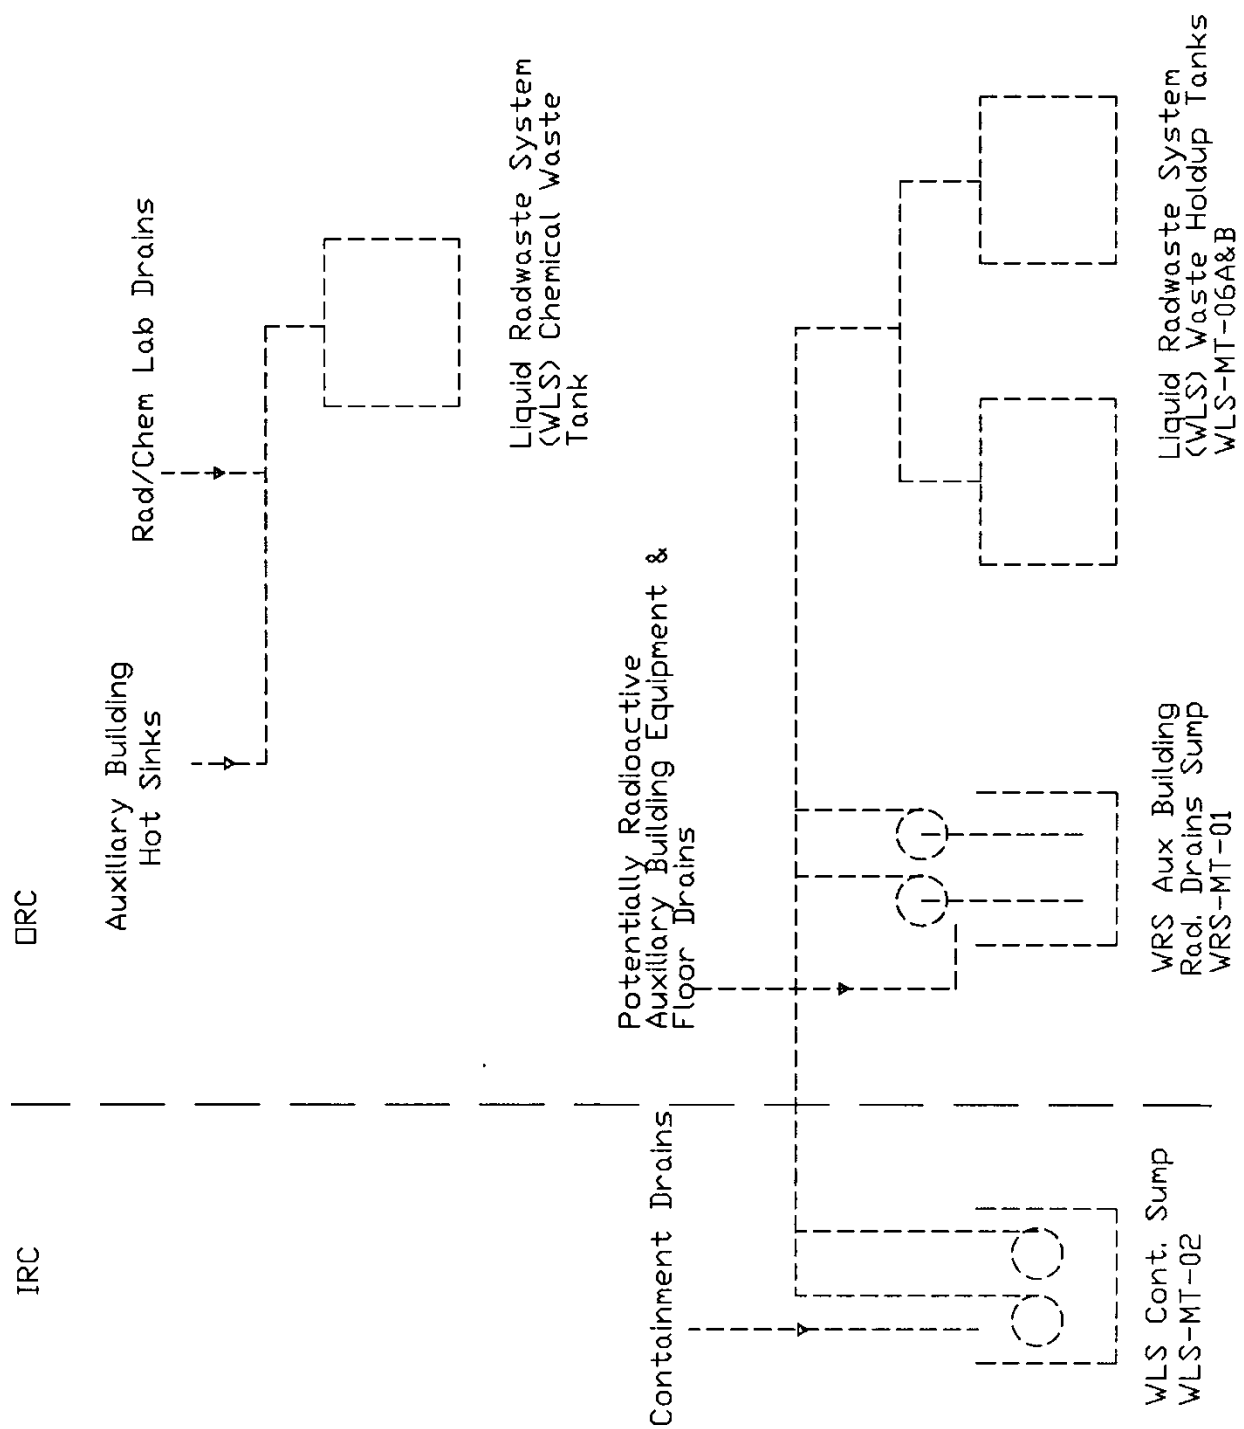 IRC
ORC
Auxiliary Building
Hot Sinks
Rad/Chem Lab Drains
Liquid Radwaste System
(WLS) Chemical Waste
Tank
Containment Drains
Potentially Radioactive
Auxiliary Building Equipment &
Floor Drains
WLS Cont. Sump
WLS-MT-02
WRS Aux Building
Rad. Drains Sump
WRS-MT-01
Liquid Radwaste System
(WLS) Waste Holdup Tanks
WLS-MT-06A&B